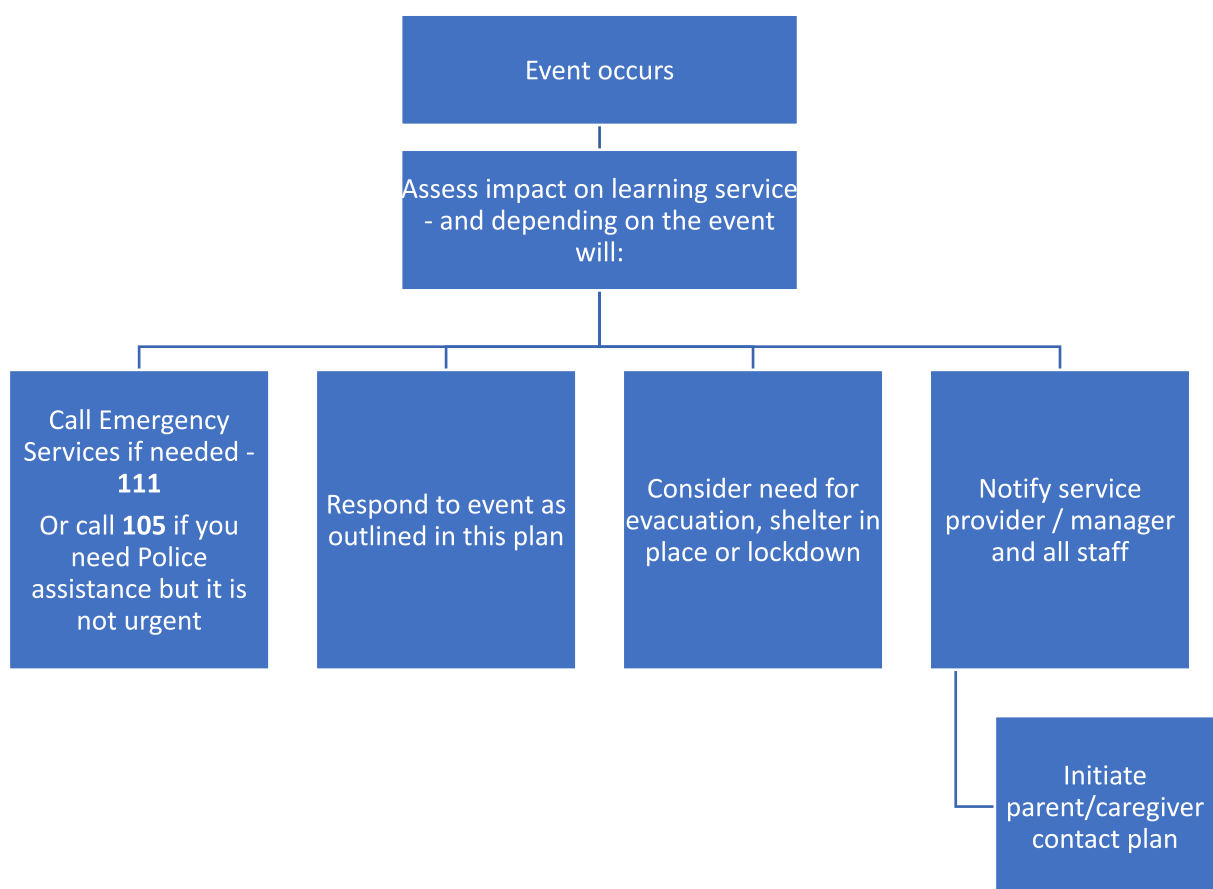 Event occurs
Assess impact on learning service
- and depending on the event
will:
Call Emergency
Services if needed -
111
Or call 105 if you
need Police
assistance but it is
not urgent
Respond to event as
outlined in this plan
Consider need for
evacuation, shelter in
place or lockdown
Notify service
provider / manager
and all staff
Initiate
parent/caregiver
contact plan